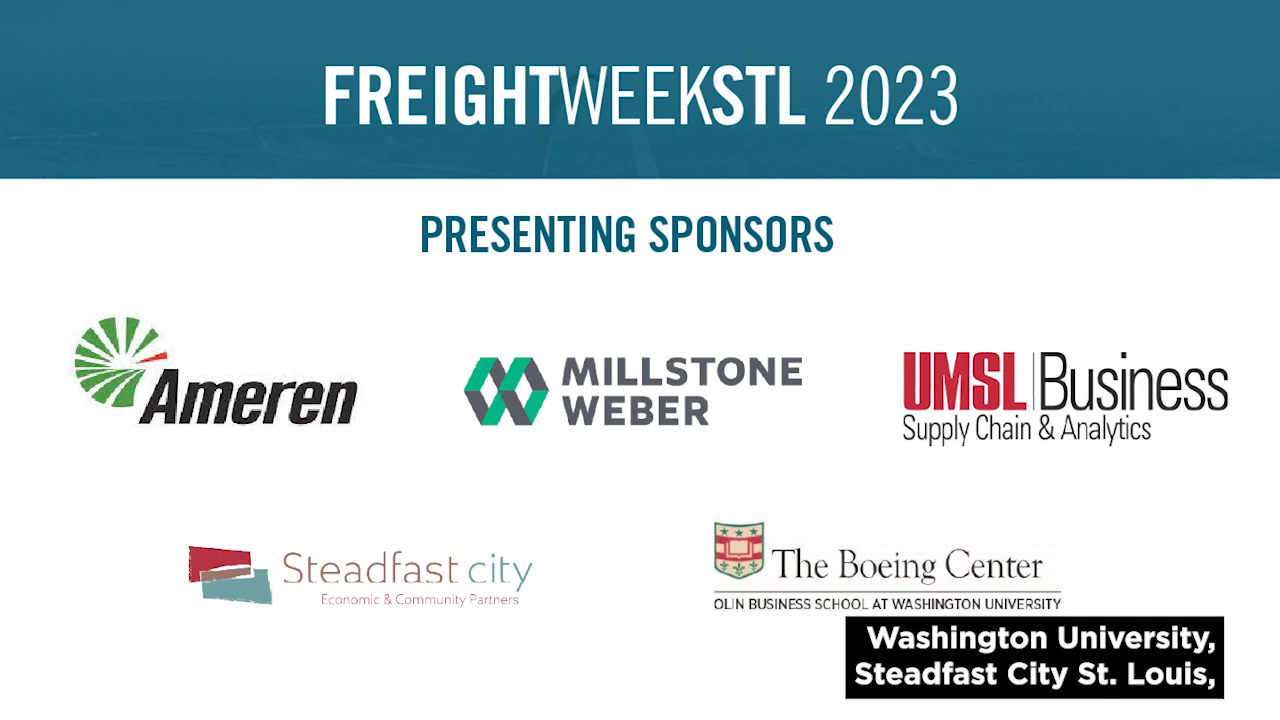 FREIGHTWEEKSTL 2023
PRESENTING SPONSORS
Ameren
MILLSTONE
WEBER
UMSL Business
Supply Chain & Analytics
Steadfast city
Economic & Community Partners
The Boeing Center
OLIN BUSINESS SCHOOL AT WASHINGTON UNIVERSITY
Washington University,
Steadfast City St. Louis,